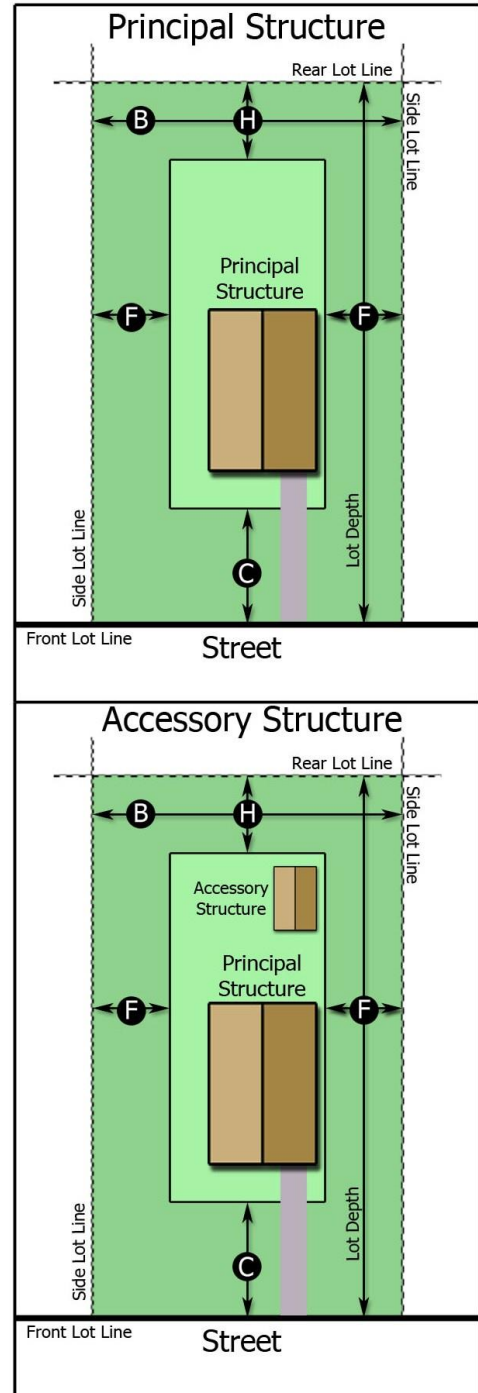 Principal Structure
Rear Lot Line
B
H
Side Lot Line
Principal
Structure
F
F
Side Lot Line
C
Lot Depth
Front Lot Line
Street
Accessory Structure
Rear Lot Line
B
H
Side Lot Line
Accessory
Structure
Principal
Structure
F
F
Side Lot Line
C
Lot Depth
Front Lot Line
Street